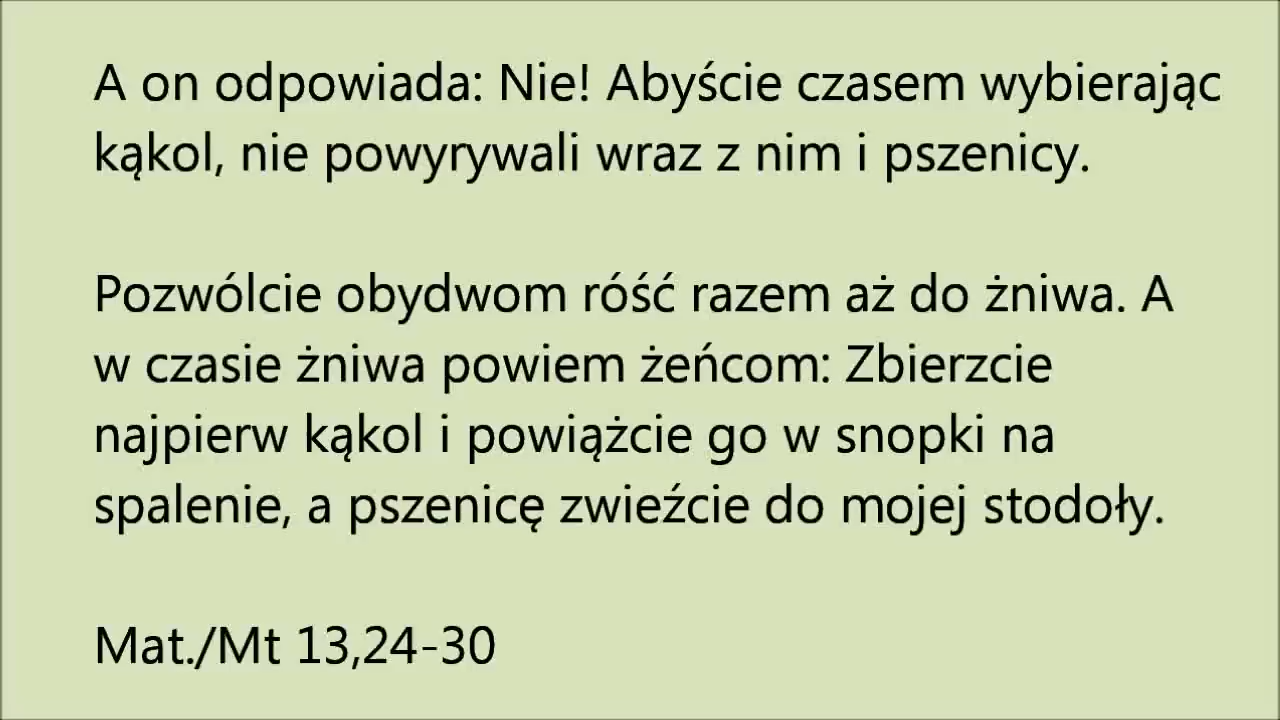 A on odpowiada: Nie! Abyście czasem wybierając
kąkol, nie powyrywali wraz z nim i pszenicy.
Pozwólcie obydwom róść razem aż do żniwa. A
w czasie żniwa powiem żeńcom: Zbierzcie
najpierw kąkol i powiążcie go w snopki na
spalenie, a pszenicę zwieźcie do mojej stodoły.
Mat./Mt 13,24-30